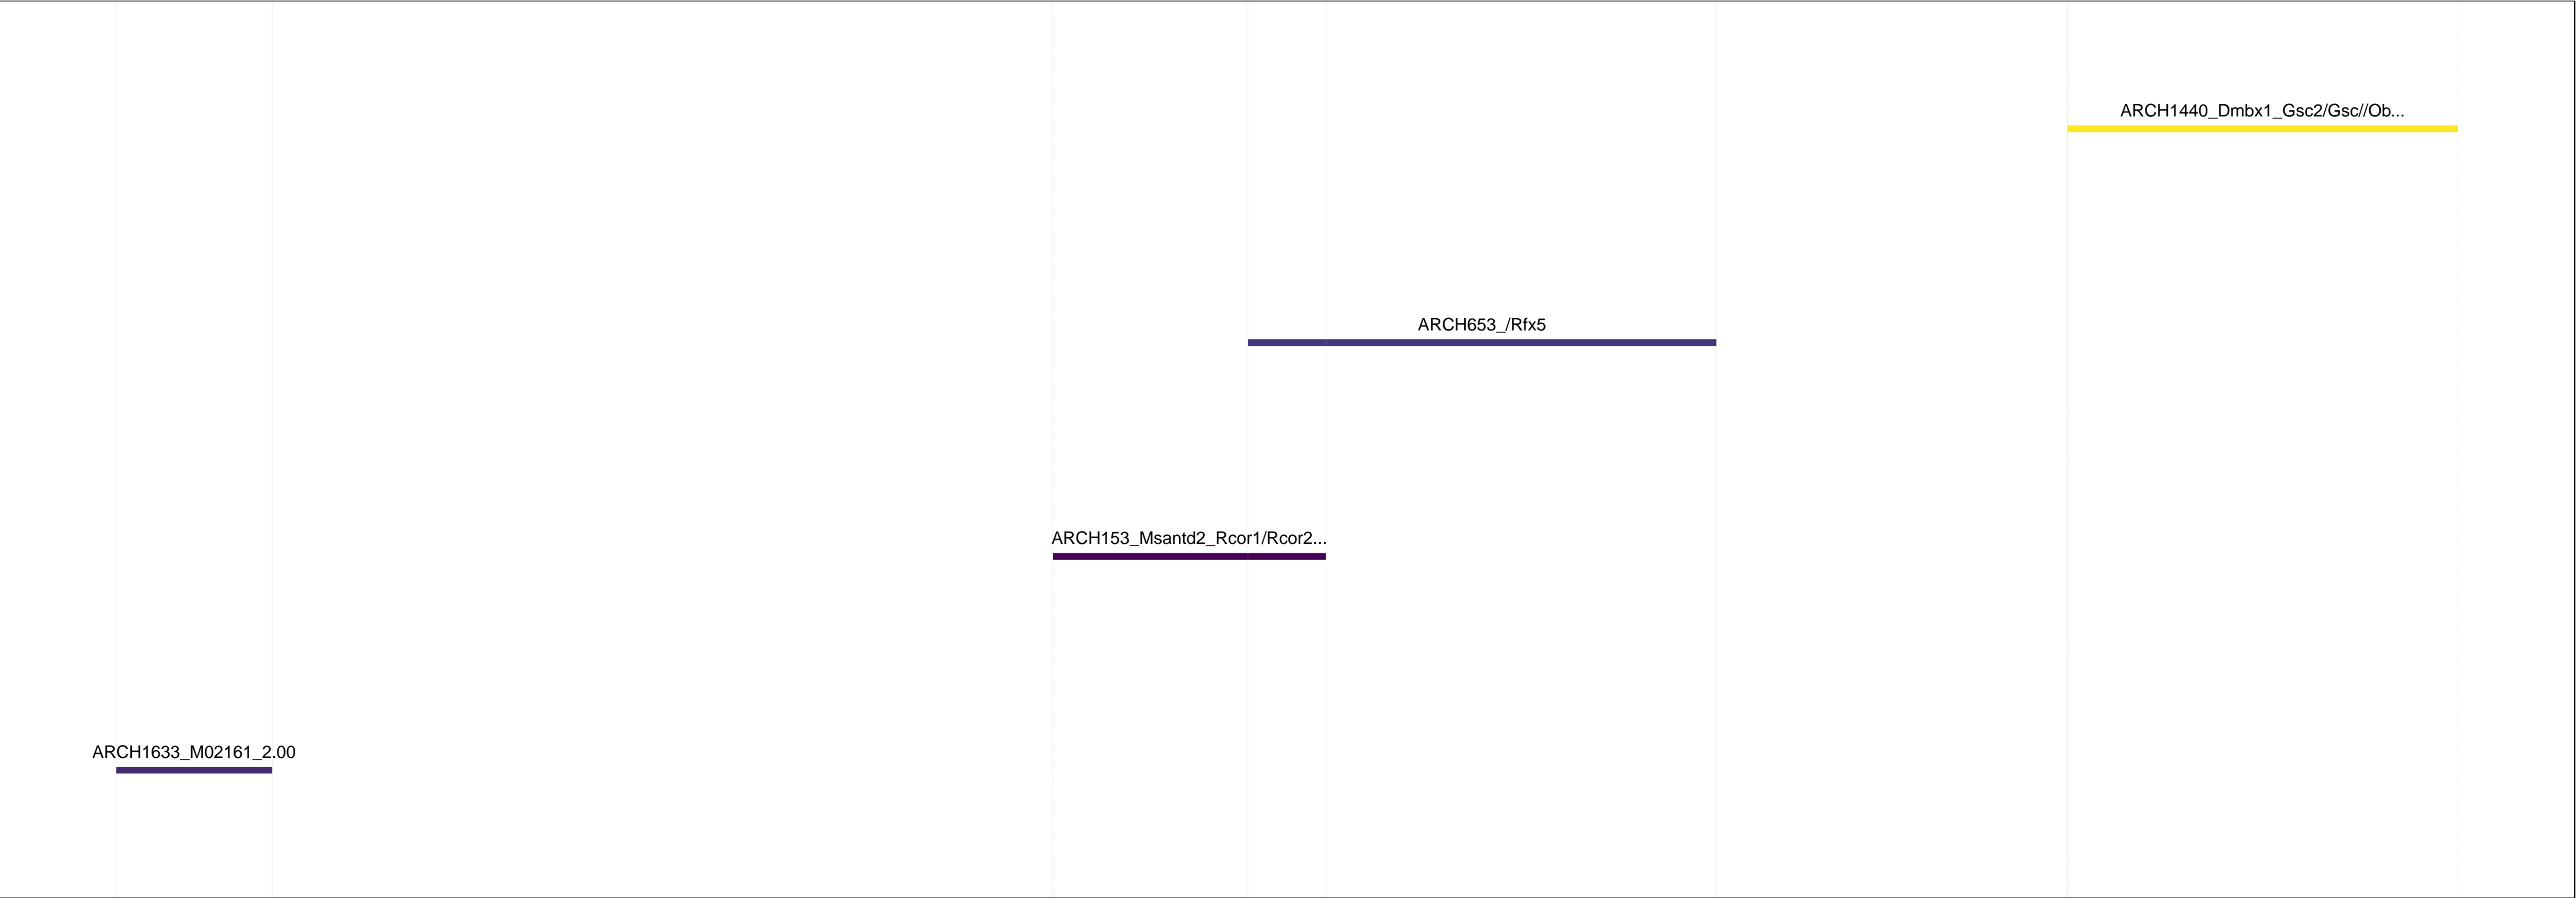 ARCH1440_Dmbx1_Gsc2/Gsc//Ob...
ARCH653_/Rfx5
ARCH153_Msantd2_Rcor1/Rcor2...
ARCH1633_M02161_2.00